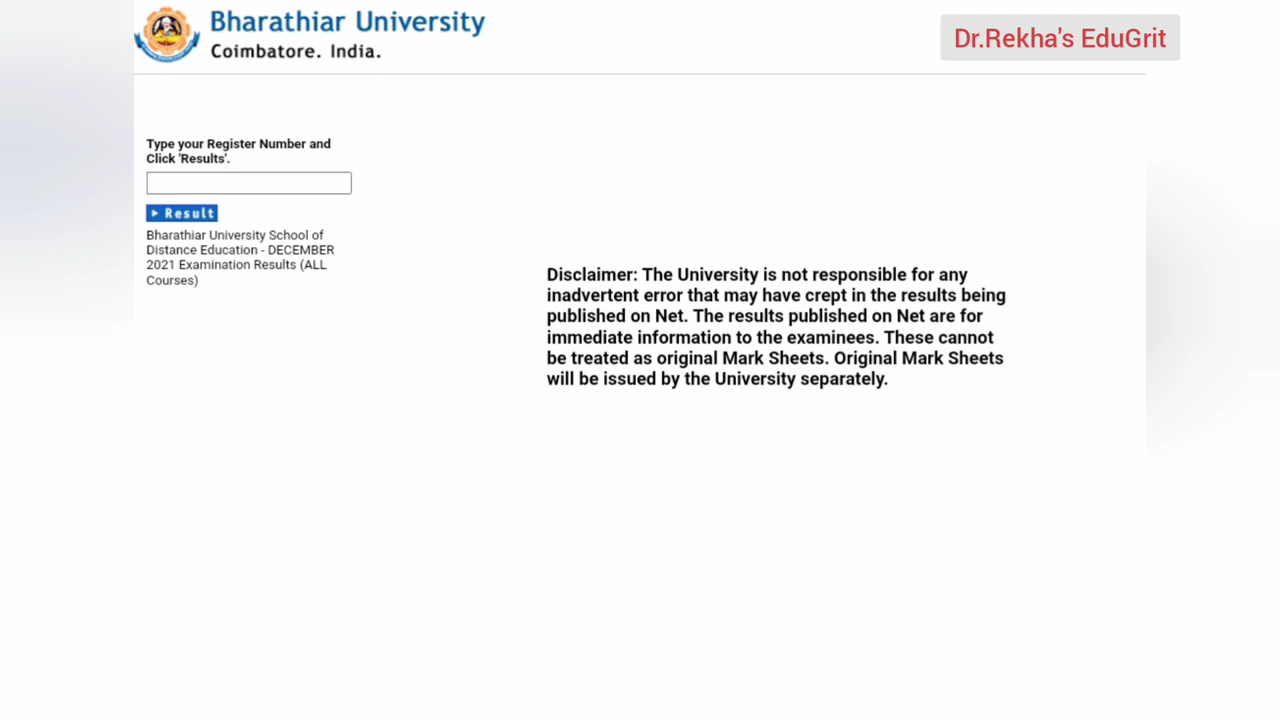 Bharathiar University
Coimbatore. India.
Dr.Rekha's EduGrit
Type your Register Number and
Click 'Results'.
Result
Bharathiar University School of
Distance Education - DECEMBER
2021 Examination Results (ALL
Courses)
Disclaimer: The University is not responsible for any
inadvertent error that may have crept in the results being
published on Net. The results published on Net are for
immediate information to the examinees. These cannot
be treated as original Mark Sheets. Original Mark Sheets
will be issued by the University separately.